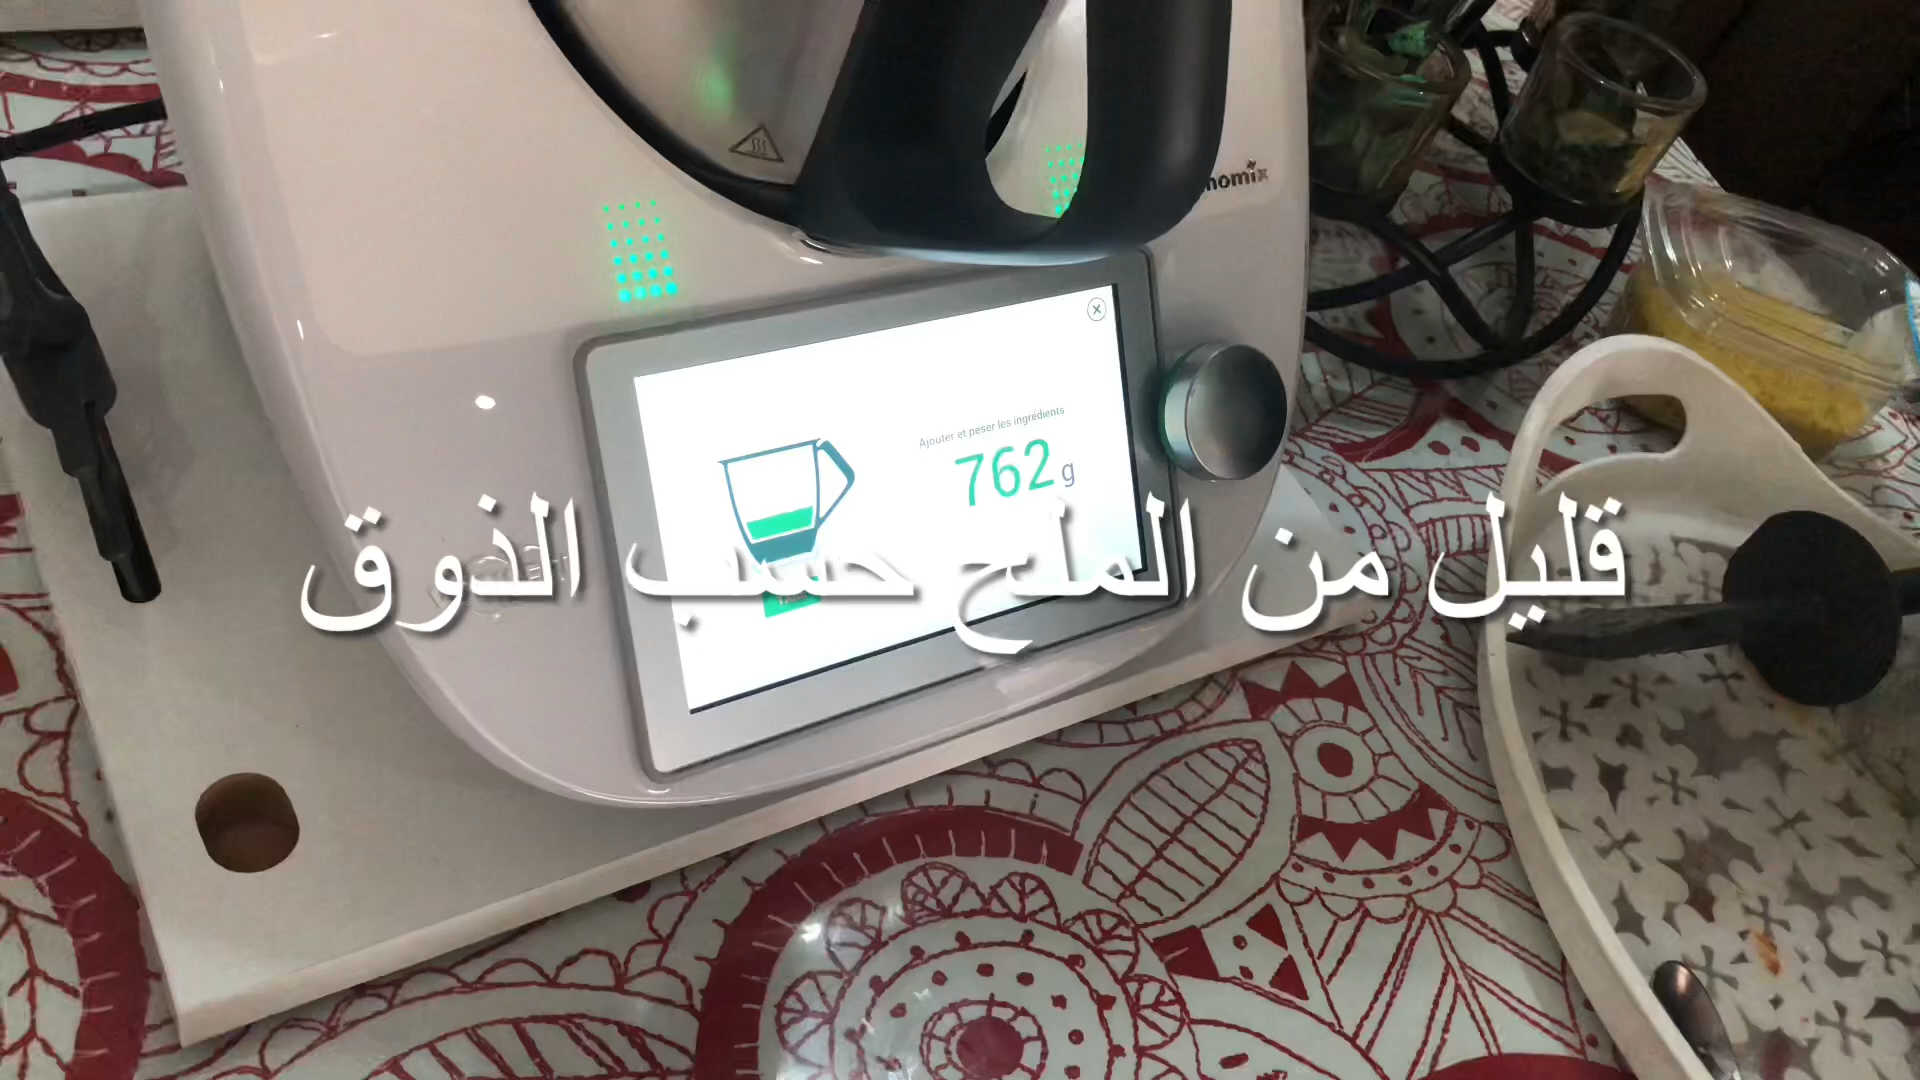 Ajouter et peser les ingrédients
762 g
قليل من الملح حسب الذوق